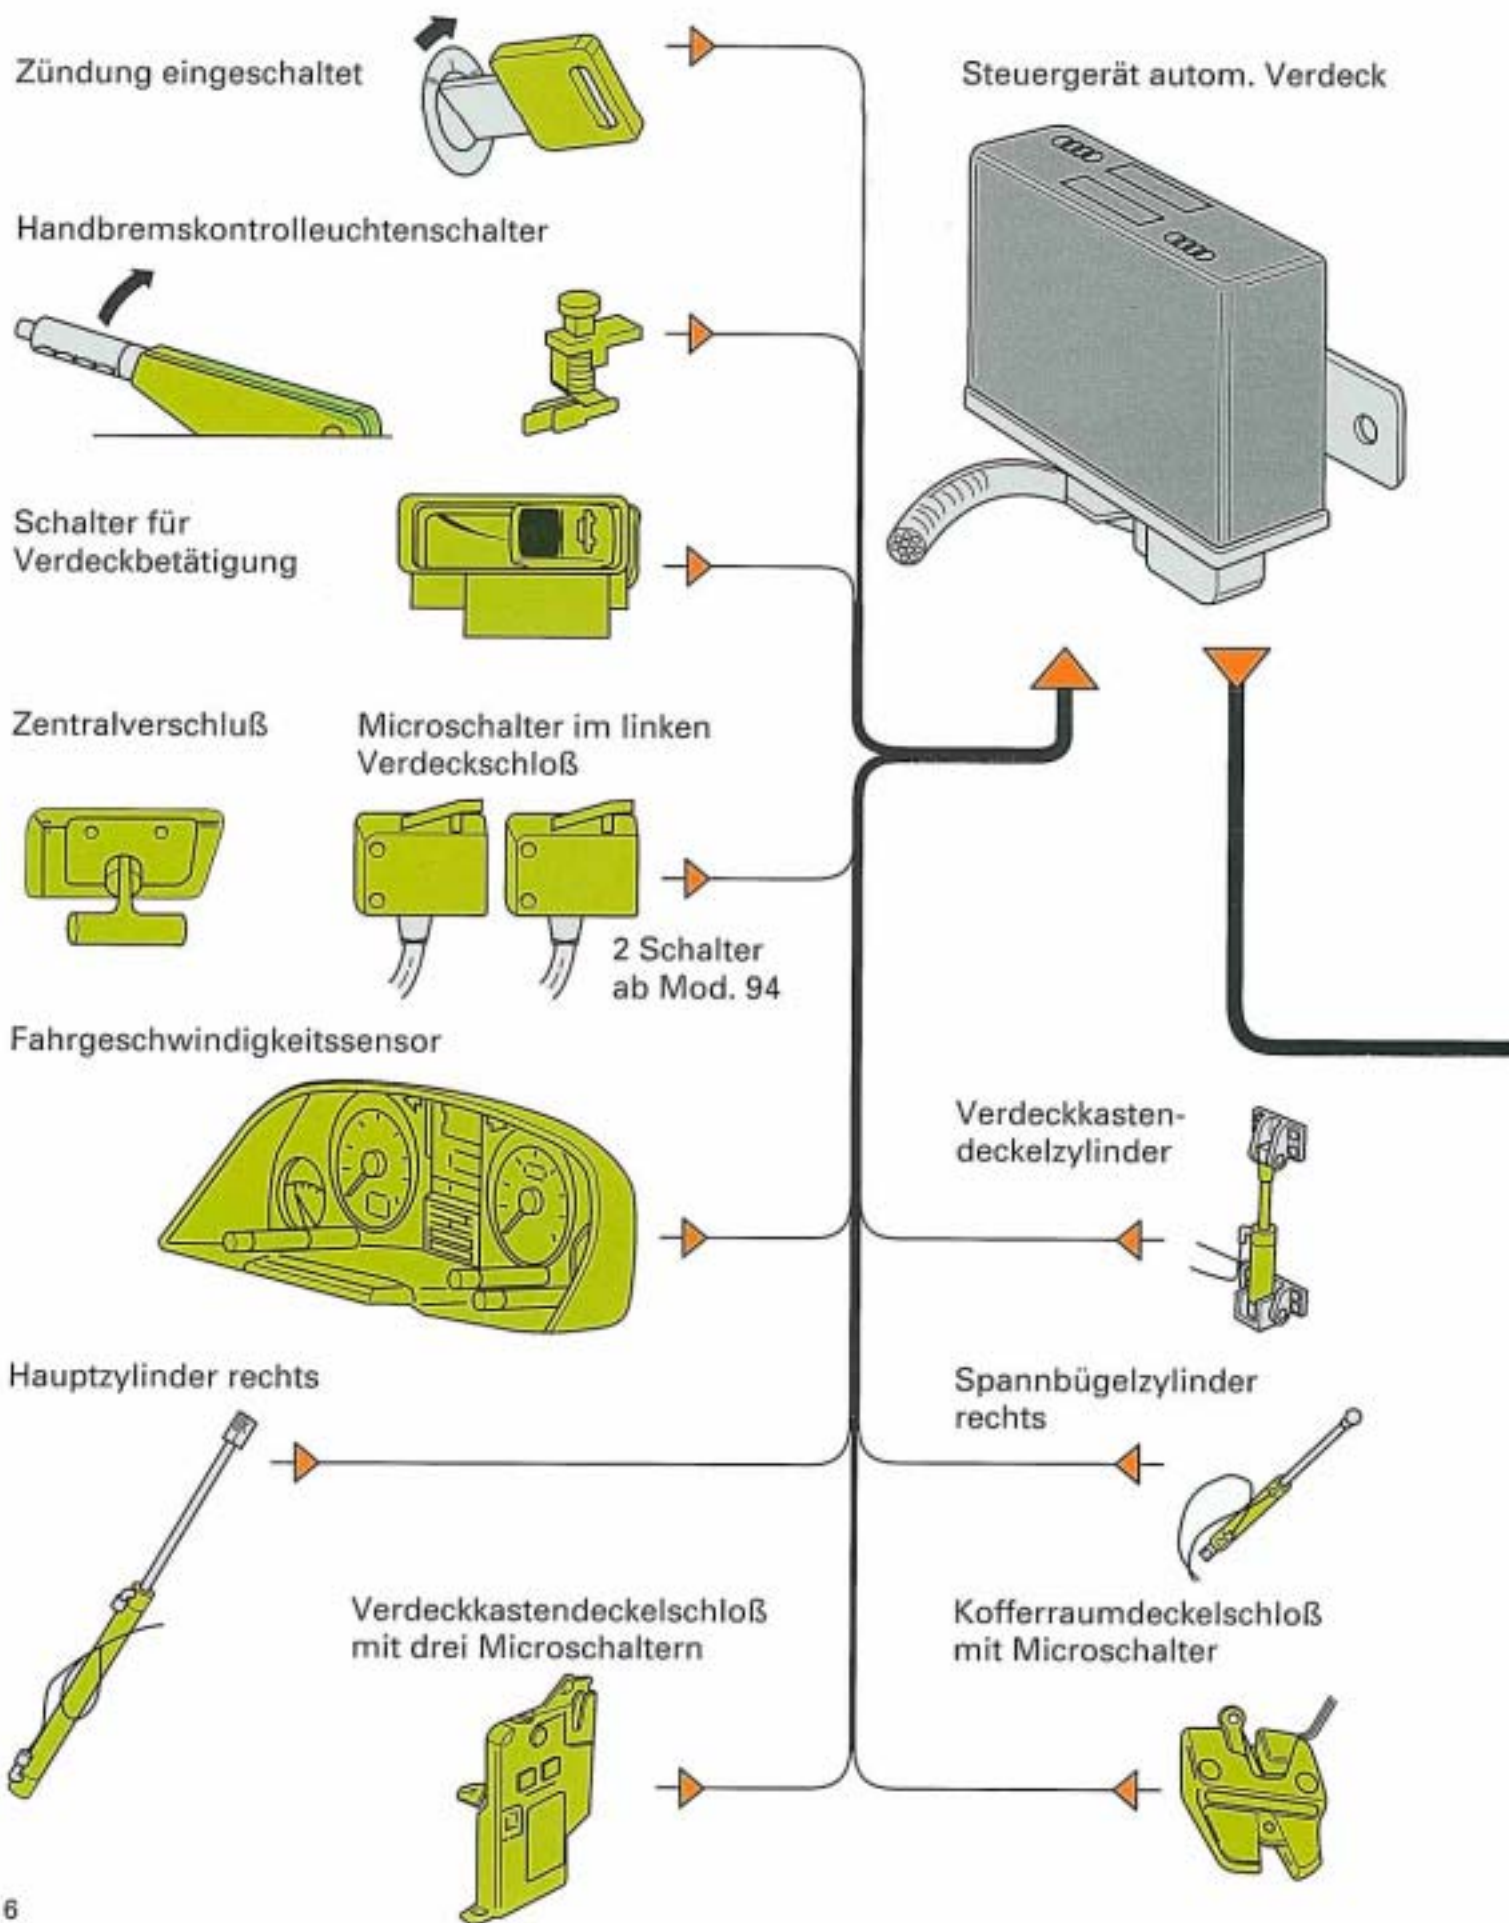 Zündung eingeschaltet
Steuergerät autom. Verdeck
Handbremskontrolleuchtenschalter
Schalter für
Verdeckbetätigung
Zentralverschluß
Microschalter im linken
Verdeckschloß
2 Schalter
ab Mod. 94
Fahrgeschwindigkeitssensor
Verdeckkasten-
deckelzylinder
Hauptzylinder rechts
Spannbügelzylinder
rechts
Verdeckkastendeckelschloß
mit drei Microschaltern
Kofferraumdeckelschloß
mit Microschalter
6